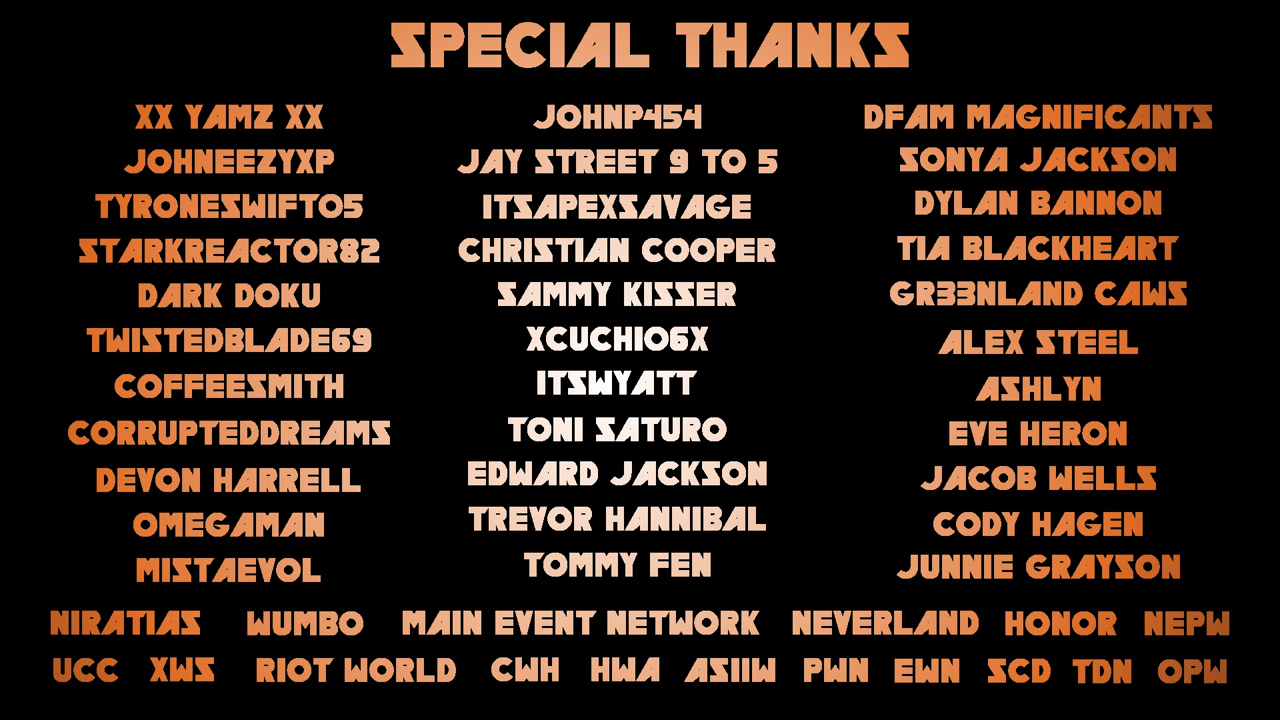 SPECIAL THANKS
XX YAMZ XX
JOHNEEZYXP
TYRONESWIFTO5
STARKREACTOR82
DARK DOKU
TWISTEDBLADE69
COFFEESMITH
CORRUPTEDDREAMS
DEVON HARRELL
OMEGAMAN
MISTAEVOL
JOHNP454
JAY STREET 9 TO 5
ITSAPEXSAVAGE
CHRISTIAN COOPER
SAMMY KISSER
XCUCHIO6X
ITSWYATT
TONI SATURO
EDWARD JACKSON
TREVOR HANNIBAL
TOMMY FEN
DFAM MAGNIFICANTS
SONYA JACKSON
DYLAN BANNON
TIA BLACKHEART
GR33NLAND CAWS
ALEX STEEL
ASHLYN
EVE HERON
JACOB WELLS
CODY HAGEN
JUNNIE GRAYSON
NIRATIAS WUMBO MAIN EVENT NETWORK NEVERLAND HONOR NEPW
UCC XWS RIOT WORLD CWH HWA ASIIW PWN EWN SCD TDN OPW